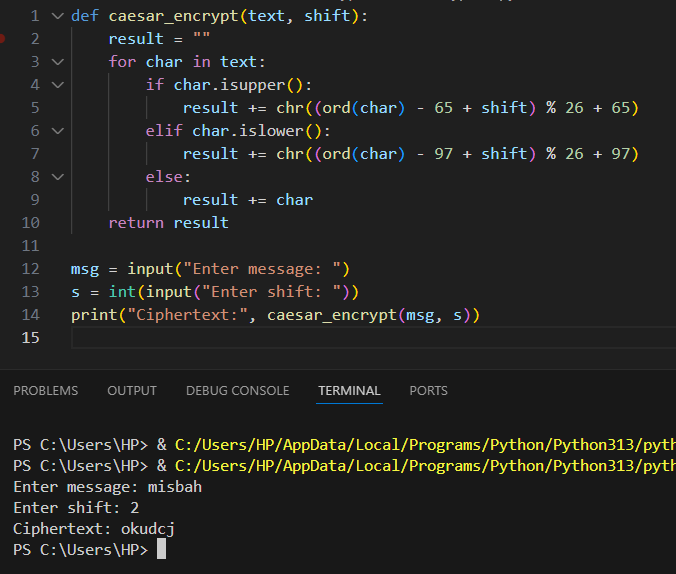 1 def caesar_encrypt(text, shift):
2     result = ""
3     for char in text:
4         if char.isupper():
5             result += chr((ord(char) - 65 + shift) % 26 + 65)
6         elif char.islower():
7             result += chr((ord(char) - 97 + shift) % 26 + 97)
8         else:
9             result += char
10     return result
11
12 msg = input("Enter message: ")
13 s = int(input("Enter shift: "))
14 print("Ciphertext:", caesar_encrypt(msg, s))
15
PROBLEMS OUTPUT DEBUG CONSOLE TERMINAL PORTS
PS C:\Users\HP> & C:/Users/HP/AppData/Local/Programs/Python/Python313/pyth
PS C:\Users\HP> & C:/Users/HP/AppData/Local/Programs/Python/Python313/pyth
Enter message: misbah
Enter shift: 2
Ciphertext: okudcj
PS C:\Users\HP>